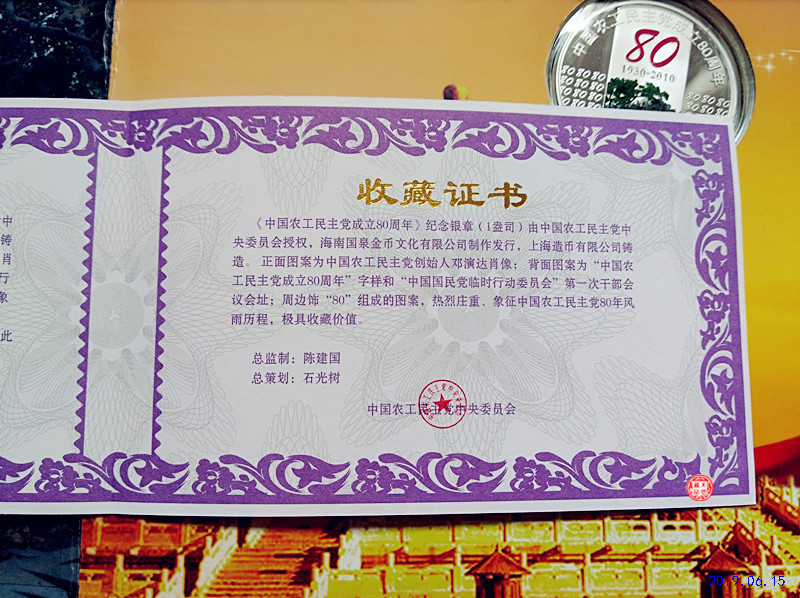 中国农工民主党成立80周年
80
1930-2010
收藏证书
《中国农工民主党成立80周年》纪念银章（1盎司）由中国农工民主党中
央委员会授权，海南国泉金币文化有限公司制作发行，上海造币有限公司铸
造。正面图案为中国农工民主党创始人邓演达肖像；背面图案为“中国农
工民主党成立80周年”字样和“中国国民党临时行动委员会”第一次干部会
议会址；周边饰“80”组成的图案，热烈庄重、象征中国农工民主党80年风
雨历程，极具收藏价值。
总监制：陈建国
总策划：石光树
中国农工民主党中央委员会
中
铸
肖
行
象
此
2019.06.15